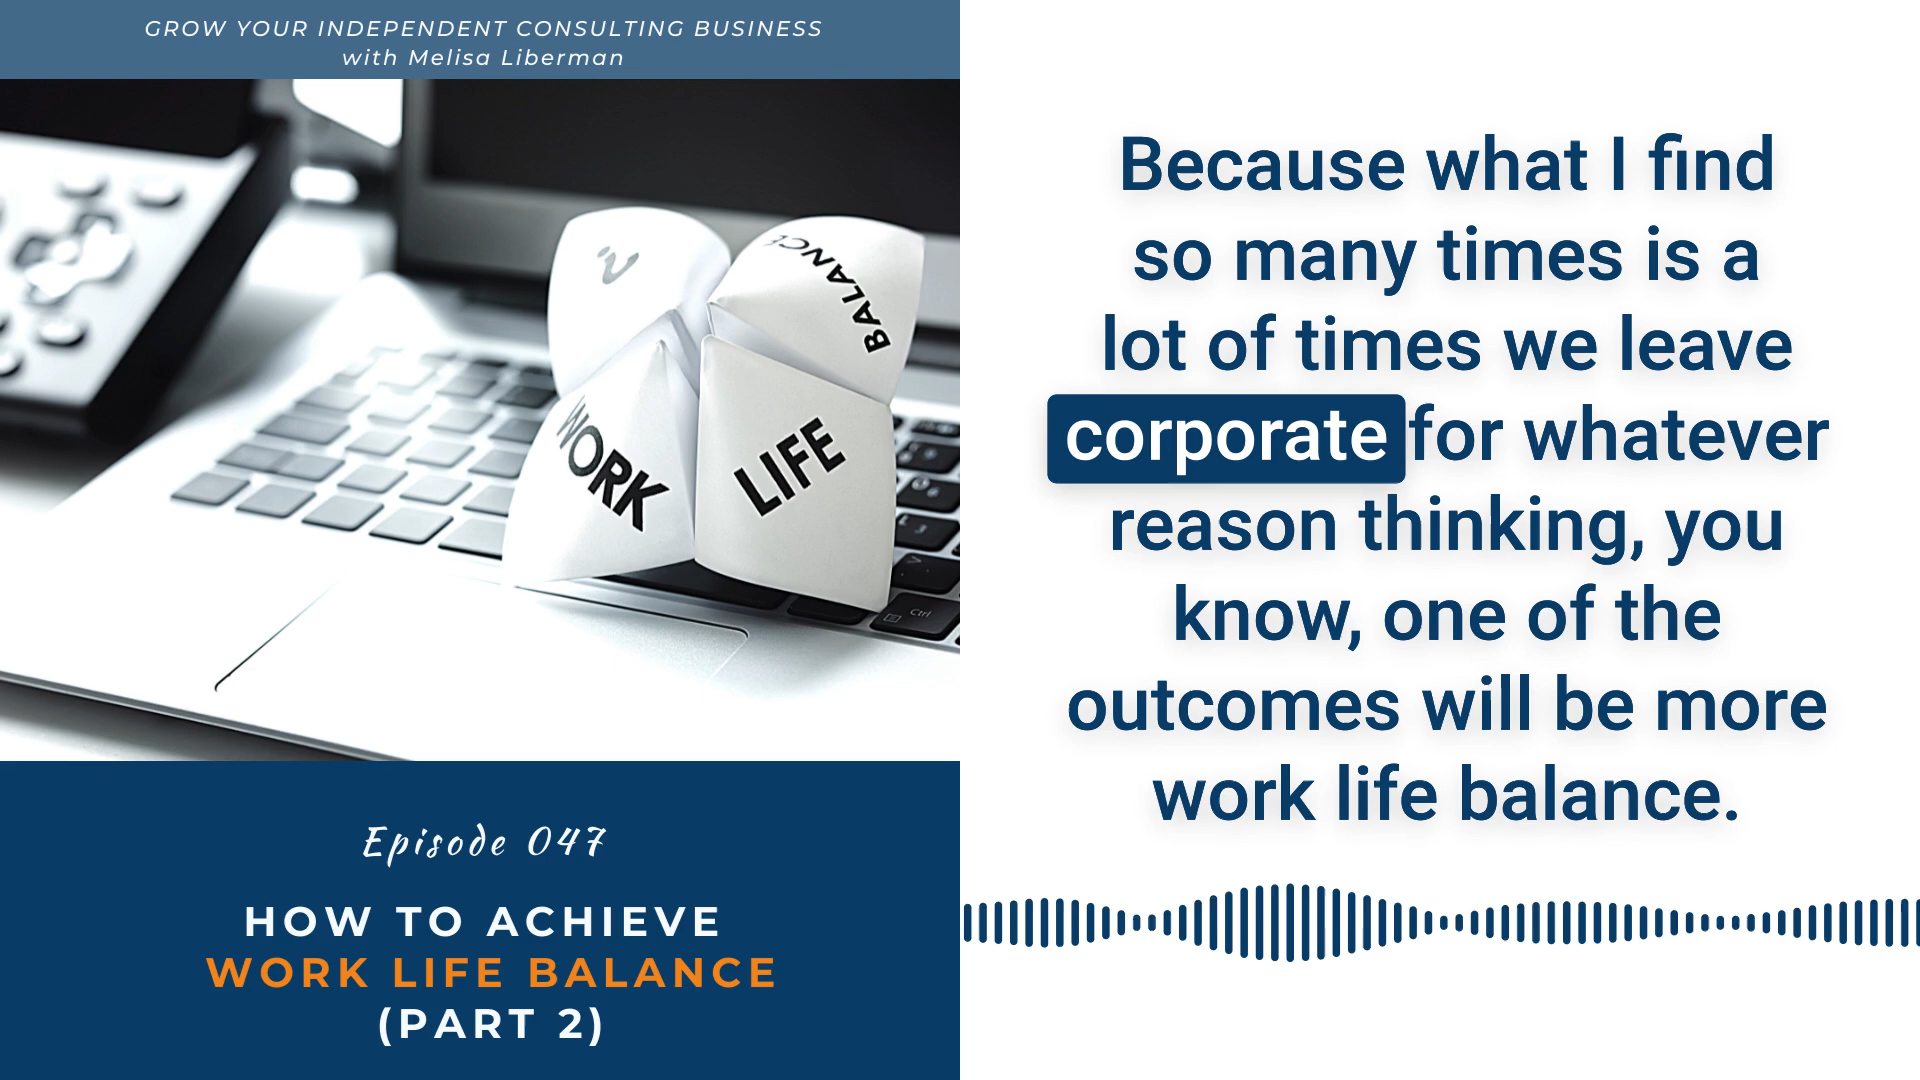 GROW YOUR INDEPENDENT CONSULTING BUSINESS
with Melisa Liberman
BALANCE
WORK
LIFE
Ctrl
Episode 047
HOW TO ACHIEVE
WORK LIFE BALANCE
(PART 2)
Because what I find
so many times is a
lot of times we leave
corporate for whatever
reason thinking, you
know, one of the
outcomes will be more
work life balance.